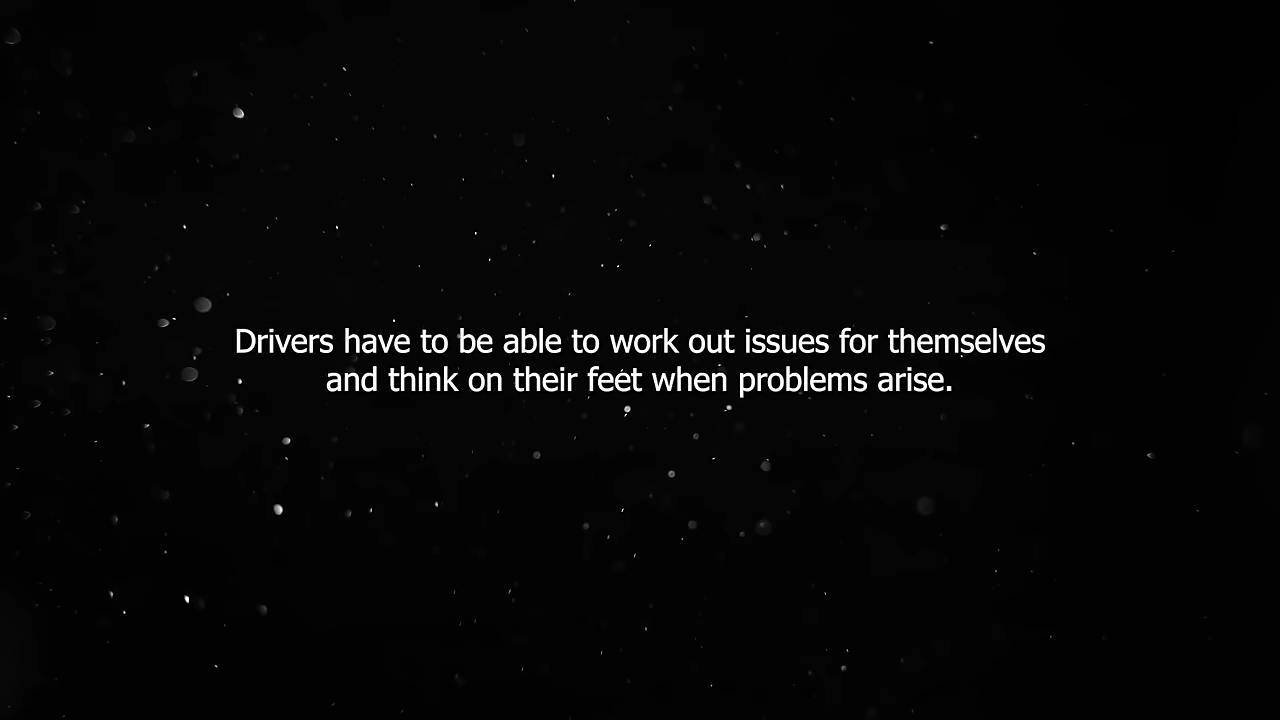 Drivers have to be able to work out issues for themselves
and think on their feet when problems arise.